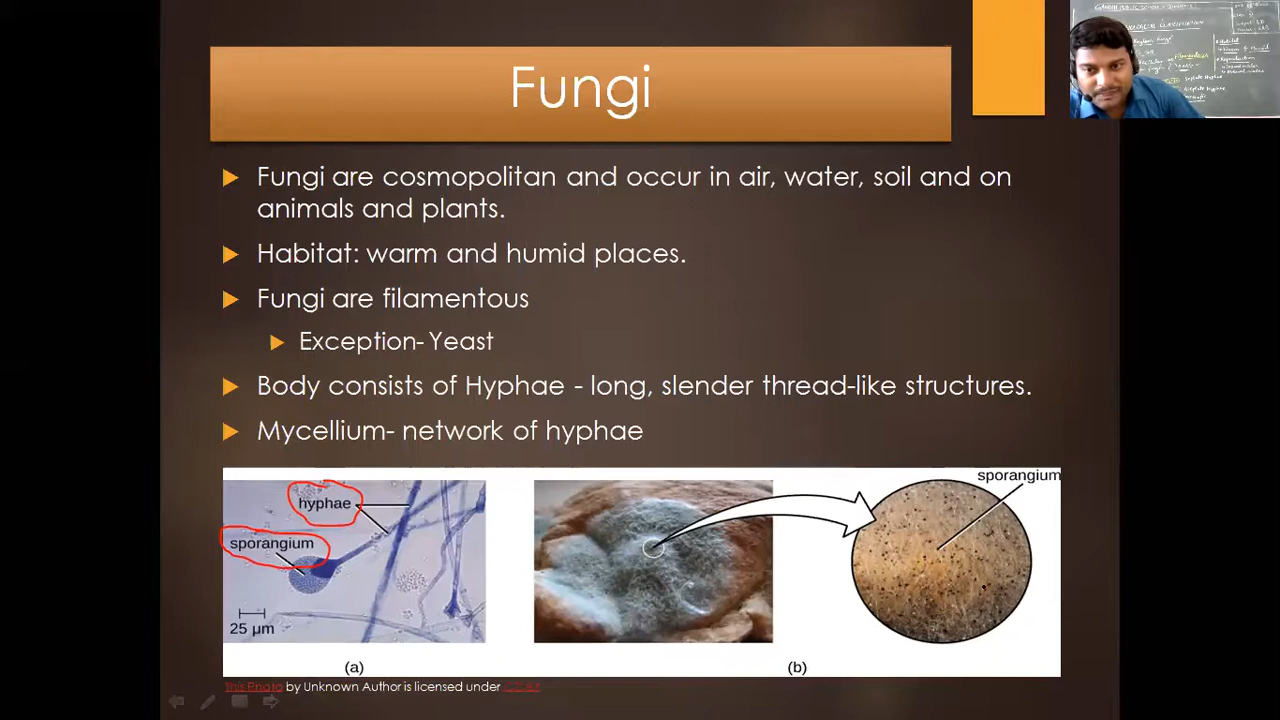 Fungi
Fungi are cosmopolitan and occur in air, water, soil and on
animals and plants.
Habitat: warm and humid places.
Fungi are filamentous
Exception- Yeast
Body consists of Hyphae - long, slender thread-like structures.
Mycellium- network of hyphae
hyphae
sporangium
25 µm
(a)
sporangium
(b)
This Photo by Unknown Author is licensed under